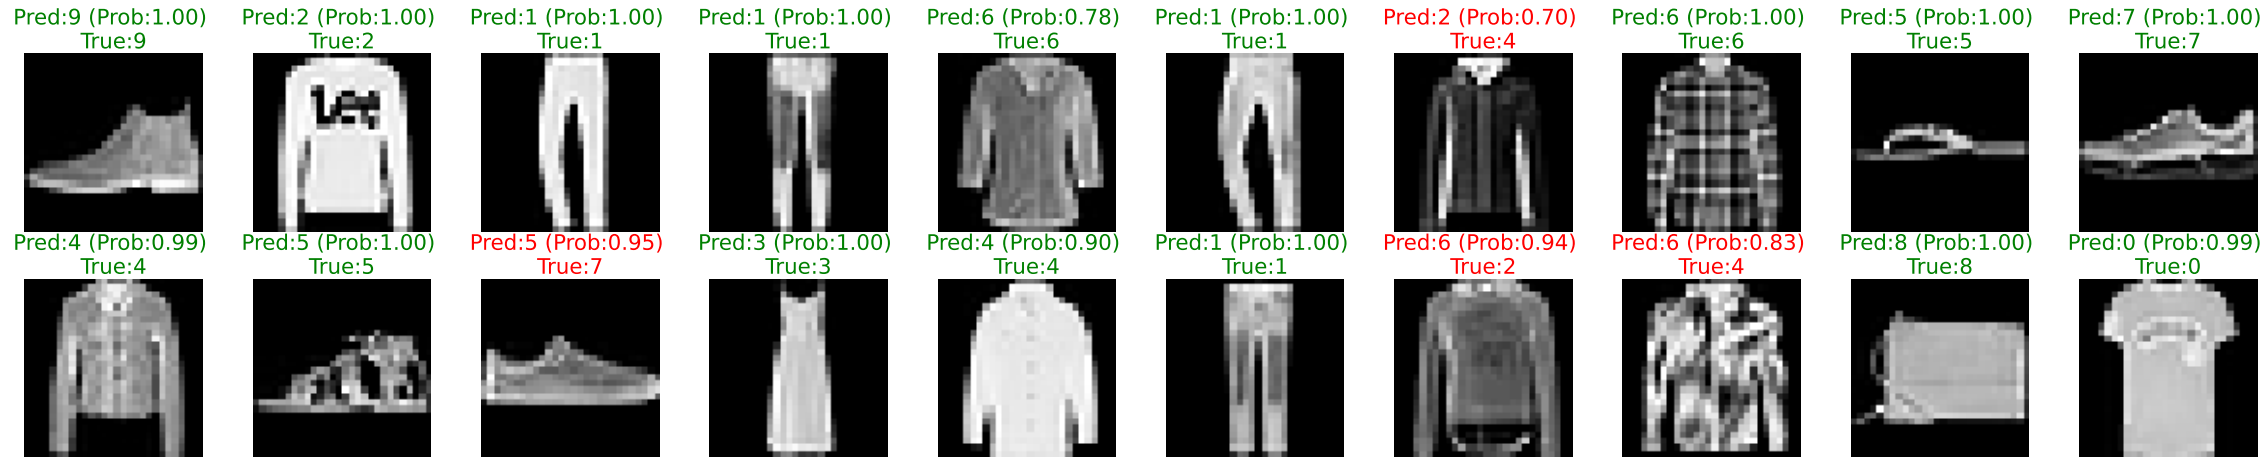 Pred:9 (Prob:1.00) Pred:2 (Prob:1.00) Pred:1 (Prob:1.00) Pred:1 (Prob:1.00) Pred:6 (Prob:0.78) Pred:1 (Prob:1.00) Pred:2 (Prob:0.70) Pred:6 (Prob:1.00) Pred:5 (Prob:1.00) Pred:7 (Prob:1.00)
True:9 True:2 True:1 True:1 True:6 True:1 True:4 True:6 True:5 True:7
Lee
Pred:4 (Prob:0.99) Pred:5 (Prob:1.00) Pred:5 (Prob:0.95) Pred:3 (Prob:1.00) Pred:4 (Prob:0.90) Pred:1 (Prob:1.00) Pred:6 (Prob:0.94) Pred:6 (Prob:0.83) Pred:8 (Prob:1.00) Pred:0 (Prob:0.99)
True:4 True:5 True:7 True:3 True:4 True:1 True:2 True:4 True:8 True:0